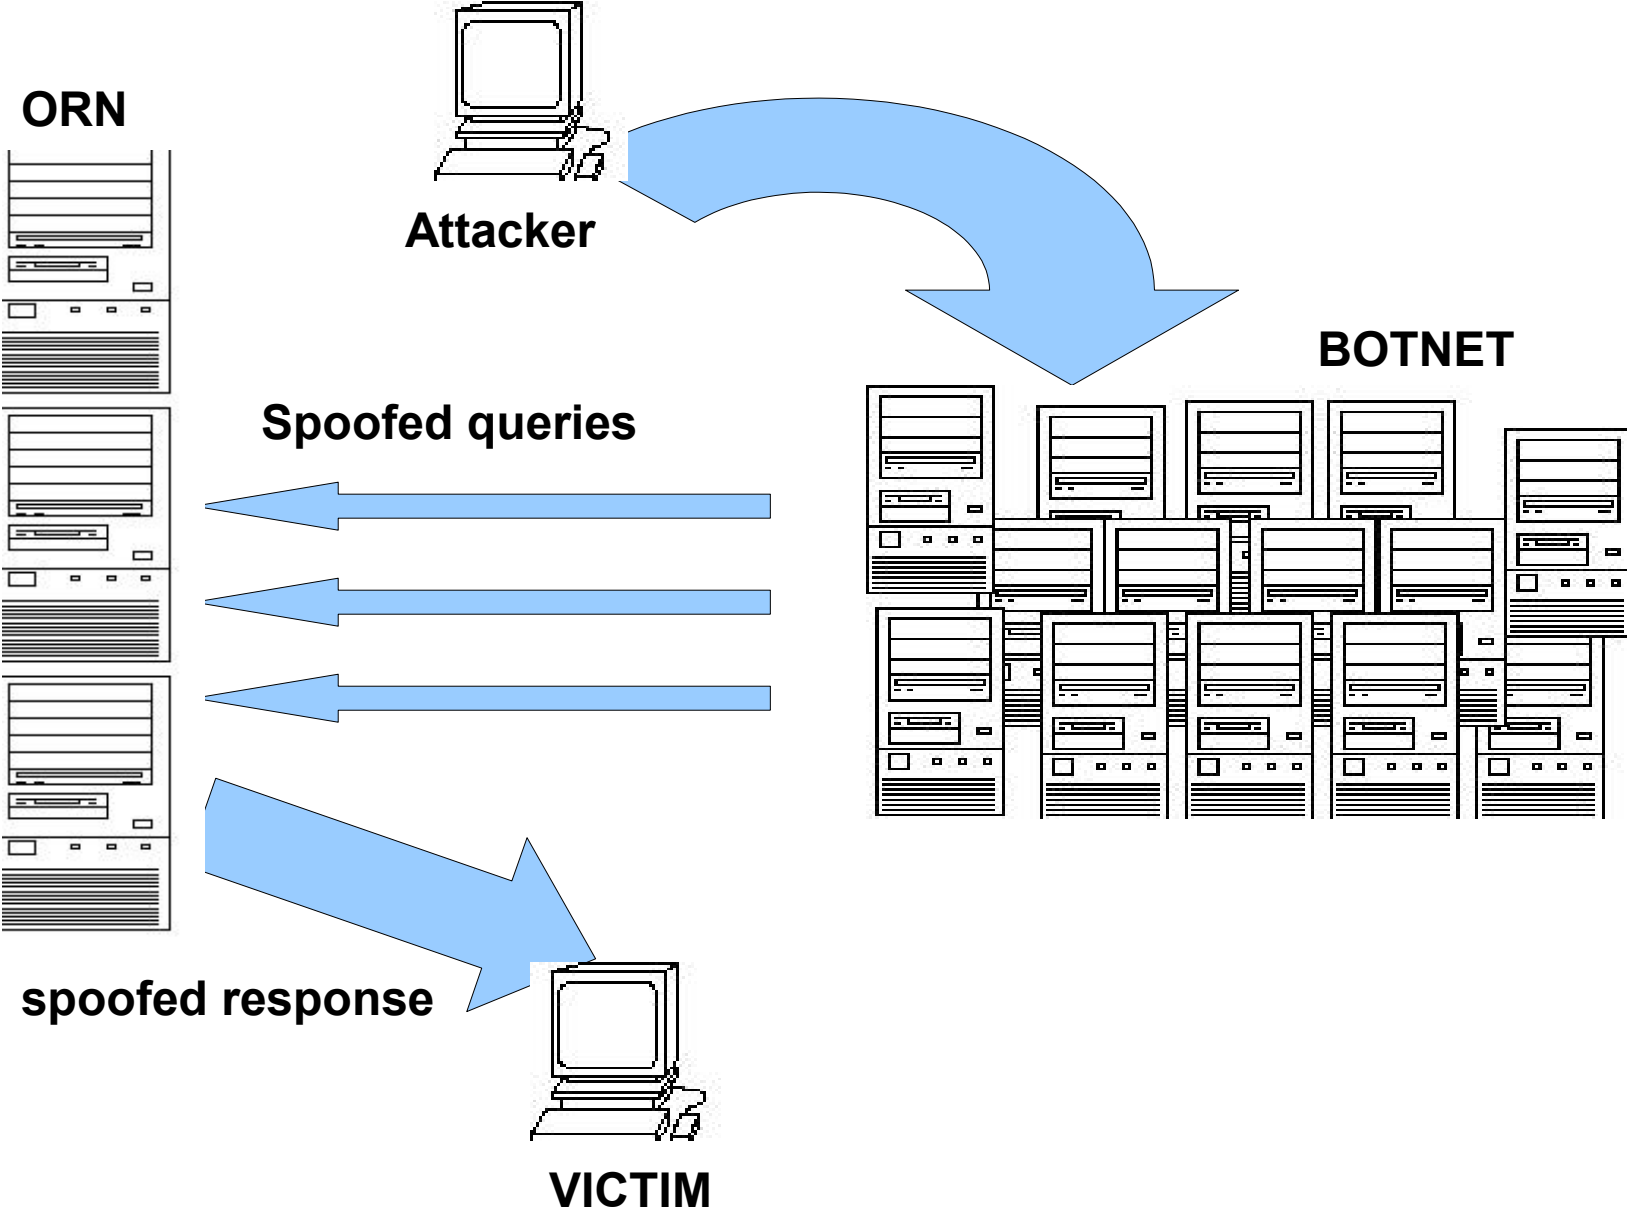 ORN
Attacker
BOTNET
Spoofed queries
spoofed response
VICTIM